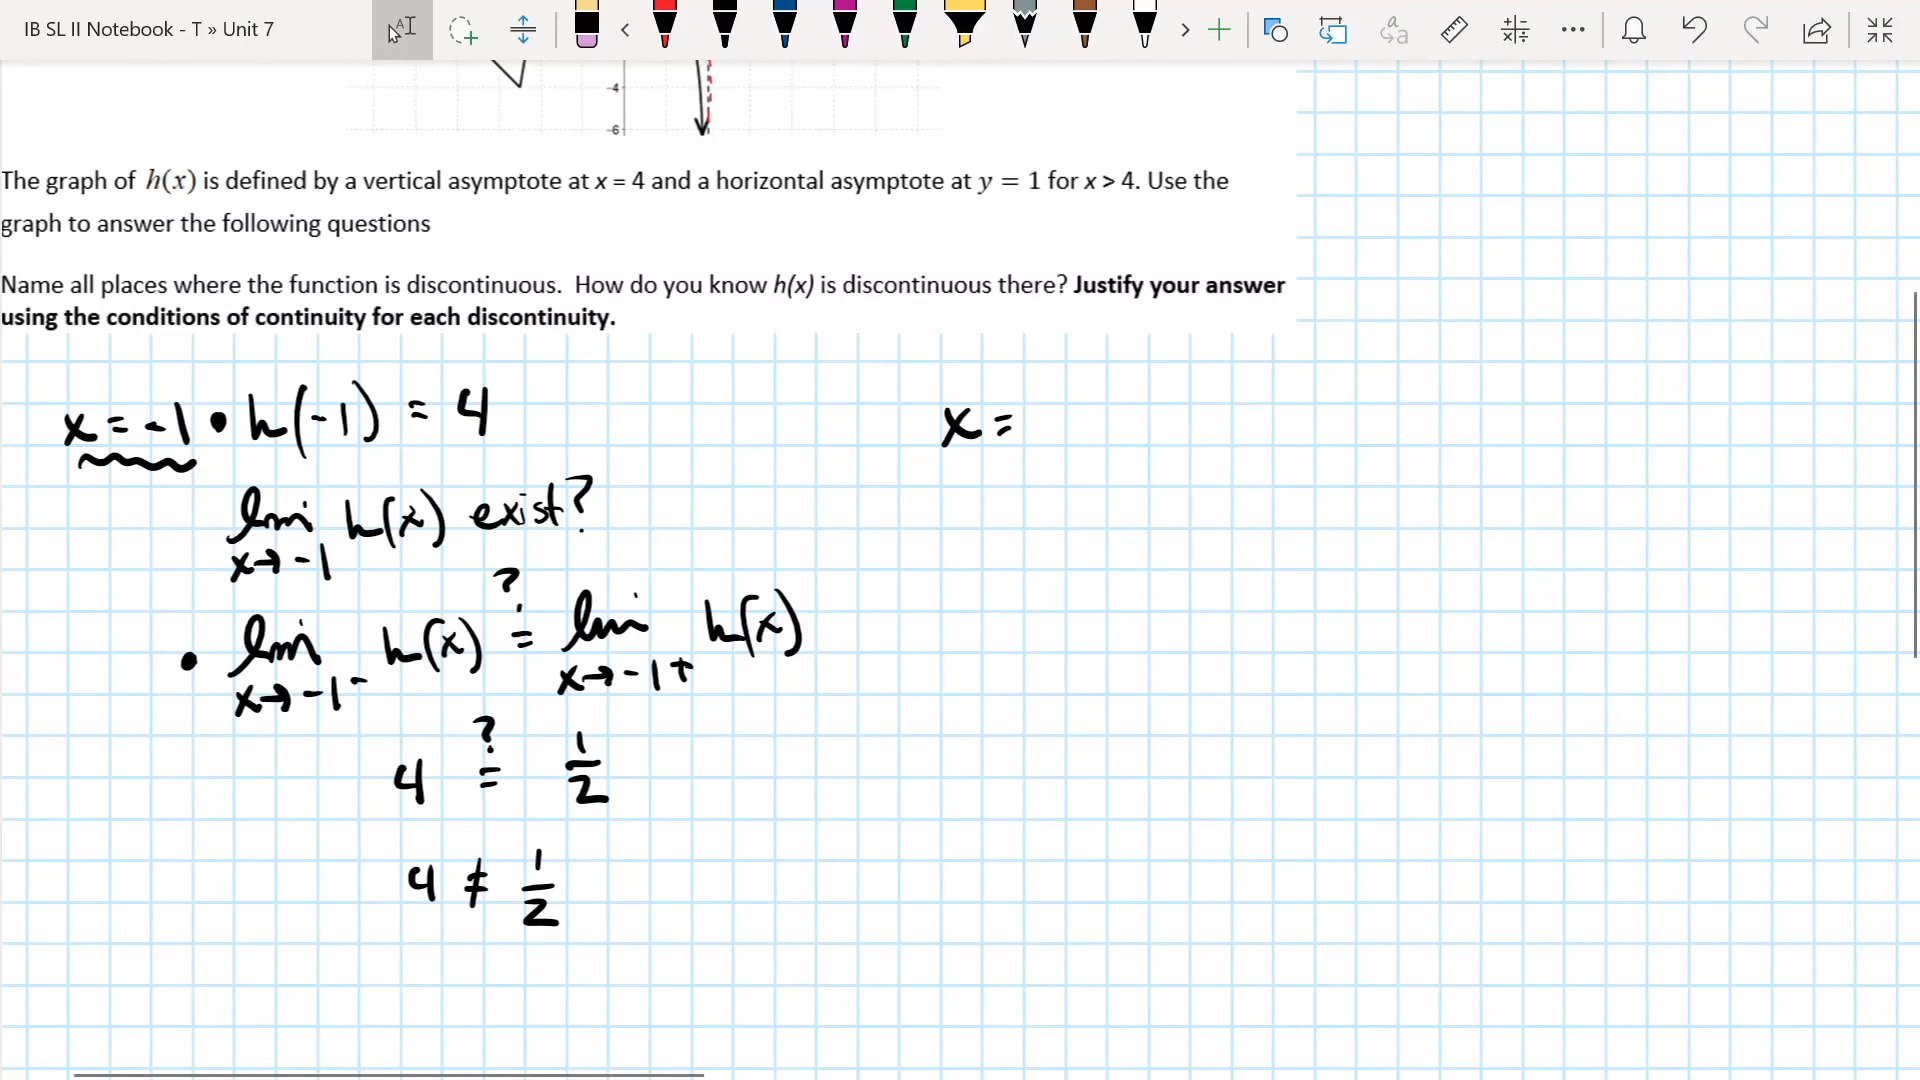 IB SL II Notebook - T » Unit 7
-4
-6
The graph of h(x) is defined by a vertical asymptote at x = 4 and a horizontal asymptote at y = 1 for x > 4. Use the
graph to answer the following questions
Name all places where the function is discontinuous. How do you know h(x) is discontinuous there? Justify your answer
using the conditions of continuity for each discontinuity.
x = -1 • h(-1) = 4
x =
lim h(x) exist?
x→ -1
?
• lim h(x) = lim h(x)
x→ -1⁻ x→ -1⁺
?
4 = 1/2
4 ≠ 1/2